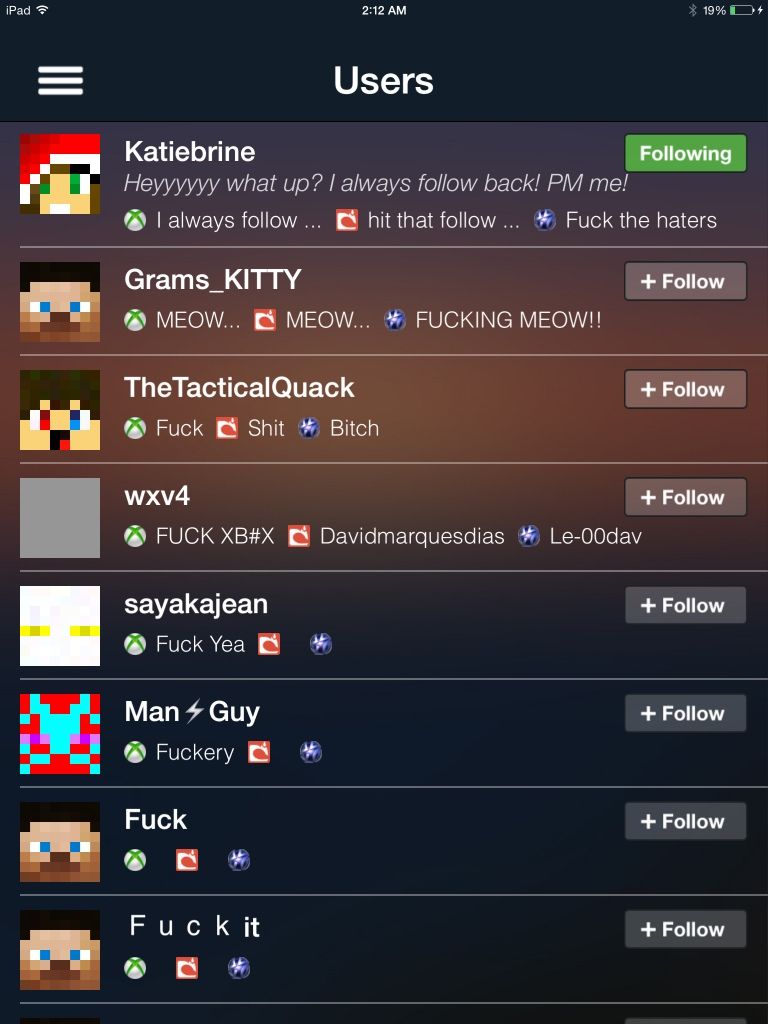 iPad 2:12 AM 19%
Users
Katiebrine Following
Heyyyyyy what up? I always follow back! PM me!
I always follow ... hit that follow ... Fuck the haters
Grams_KITTY + Follow
MEOW... MEOW... FUCKING MEOW!!
TheTacticalQuack + Follow
Fuck Shit Bitch
wxv4 + Follow
FUCK XB#X Davidmarquesdias Le-00dav
sayakajean + Follow
Fuck Yea
Man⚡Guy + Follow
Fuckery
Fuck + Follow
F u c k it + Follow